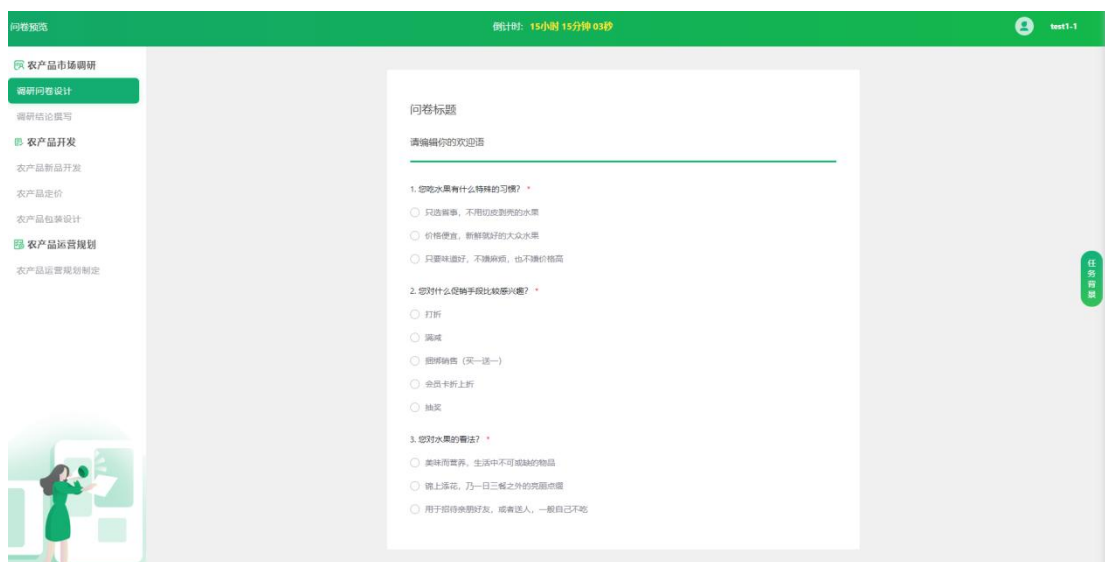 问卷预览
倒计时: 15小时 15分钟 03秒
test1-1
农产品市场调研
调研问卷设计
调研结论撰写
农产品开发
农产品新品开发
农产品定价
农产品包装设计
农产品运营规划
农产品运营规划制定
问卷标题
请编辑你的欢迎语
1. 您吃水果有什么特殊的习惯? *
只选省事，不用切皮剥壳的水果
价格便宜，新鲜就好的大众水果
只要味道好，不嫌麻烦，也不嫌价格高
2. 您对什么促销手段比较感兴趣? *
打折
满减
捆绑销售（买一送一）
会员卡折上折
抽奖
3. 您对水果的看法? *
美味而营养，生活中不可或缺的物品
锦上添花，乃一日三餐之外的亮丽点缀
用于招待亲朋好友，或者送人，一般自己不吃
任务背景